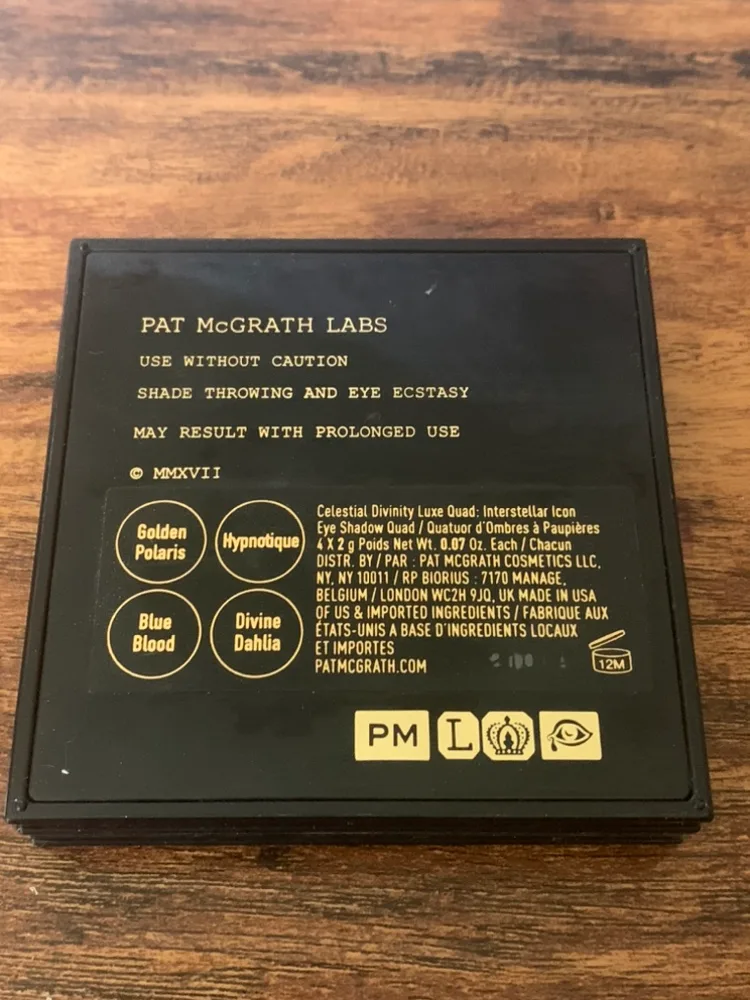 PAT McGRATH LABS
USE WITHOUT CAUTION
SHADE THROWING AND EYE ECSTASY
MAY RESULT WITH PROLONGED USE
© MMXVII
Golden
Polaris
Hypnotique
Blue
Blood
Divine
Dahlia
Celestial Divinity Luxe Quad: Interstellar Icon
Eye Shadow Quad / Quatuor d'Ombres à Paupières
4 X 2 g Poids Net Wt. 0.07 Oz. Each / Chacun
DISTR. BY / PAR : PAT MCGRATH COSMETICS LLC,
NY, NY 10011 / RP BIORIUS : 7170 MANAGE,
BELGIUM / LONDON WC2H 9JQ, UK MADE IN USA
OF US & IMPORTED INGREDIENTS / FABRIQUE AUX
ÉTATS-UNIS A BASE D'INGREDIENTS LOCAUX
ET IMPORTES
PATMCGRATH.COM
12M
PM L